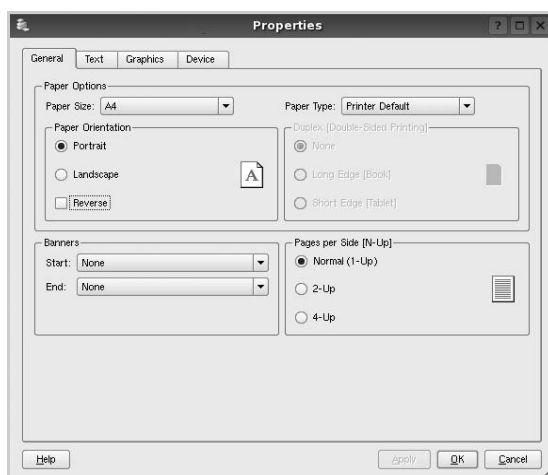 Properties
General Text Graphics Device
Paper Options
Paper Size: A4 Paper Type: Printer Default
Paper Orientation Duplex [Double-Sided Printing]
Portrait None
Landscape A Long Edge [Book]
Reverse Short Edge [Tablet]
Banners Pages per Side [N-Up]
Start: None Normal (1-Up)
End: None 2-Up
4-Up
Help Apply OK Cancel